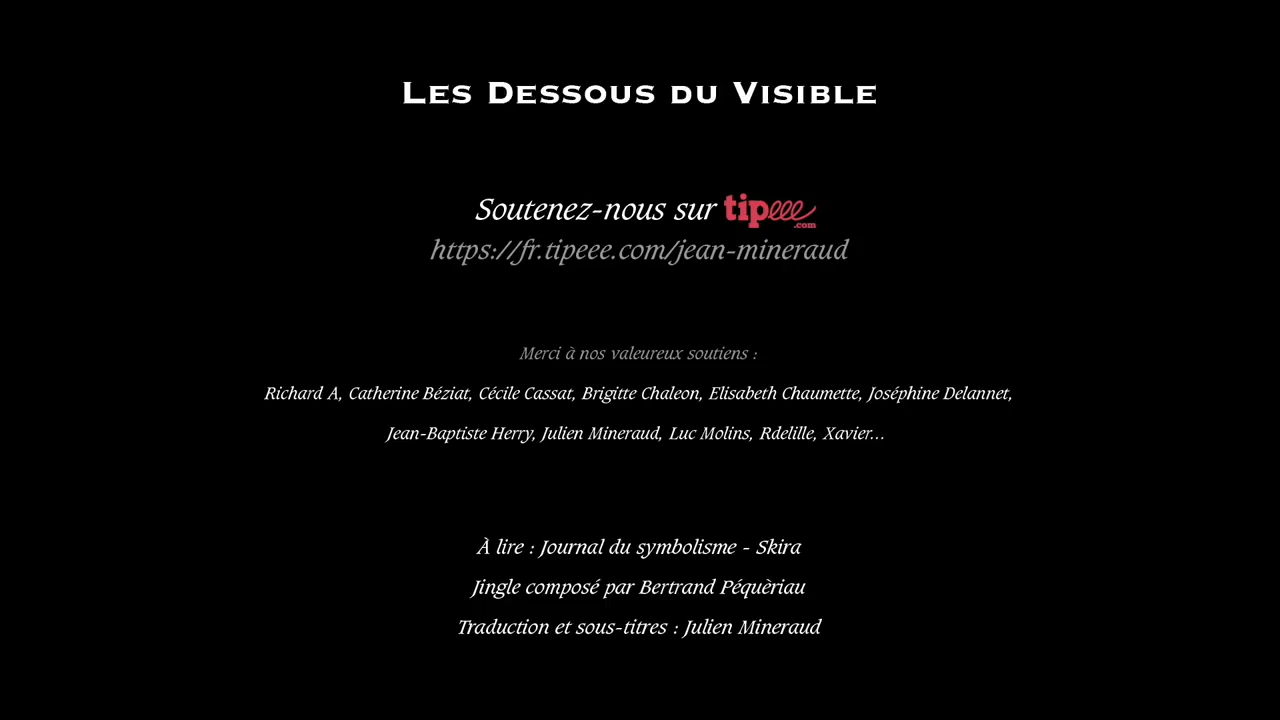 Les Dessous du Visible
Soutenez-nous sur tipeee.com
https://fr.tipeee.com/jean-mineraud
Merci à nos valeureux soutiens :
Richard A, Catherine Béziat, Cécile Cassat, Brigitte Chaleon, Elisabeth Chaumette, Joséphine Delannet,
Jean-Baptiste Herry, Julien Mineraud, Luc Molins, Rdelille, Xavier...
À lire : Journal du symbolisme - Skira
Jingle composé par Bertrand Péquèriau
Traduction et sous-titres : Julien Mineraud